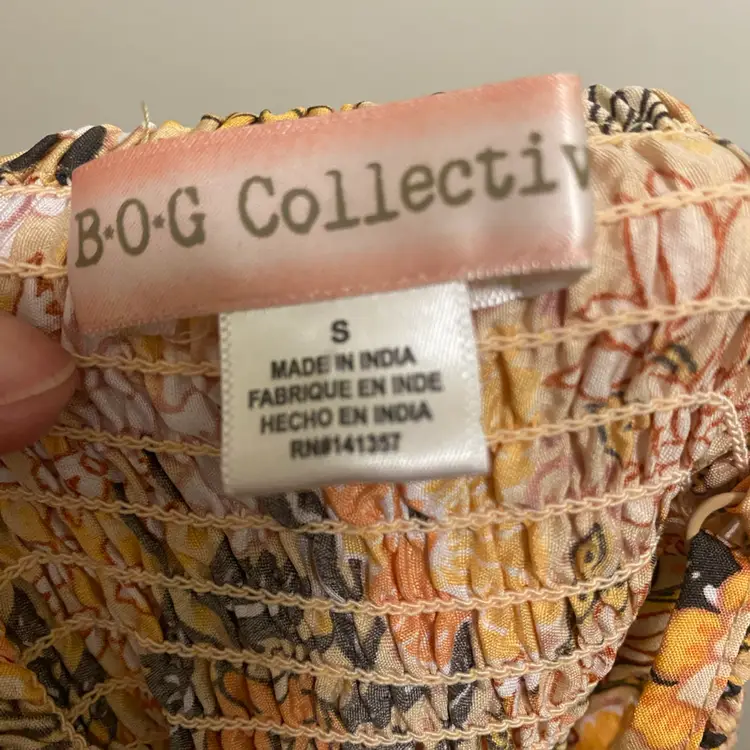 B*O*G Collectiv
S
MADE IN INDIA
FABRIQUE EN INDE
HECHO EN INDIA
RN#141357